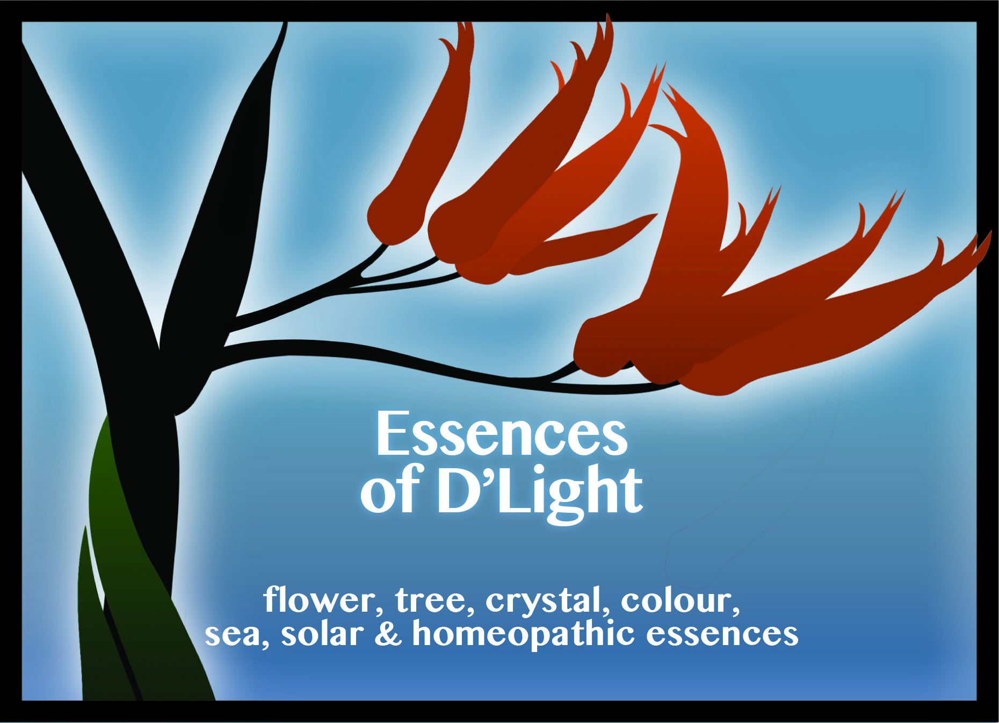 Essences
of D’Light
flower, tree, crystal, colour,
sea, solar & homeopathic essences